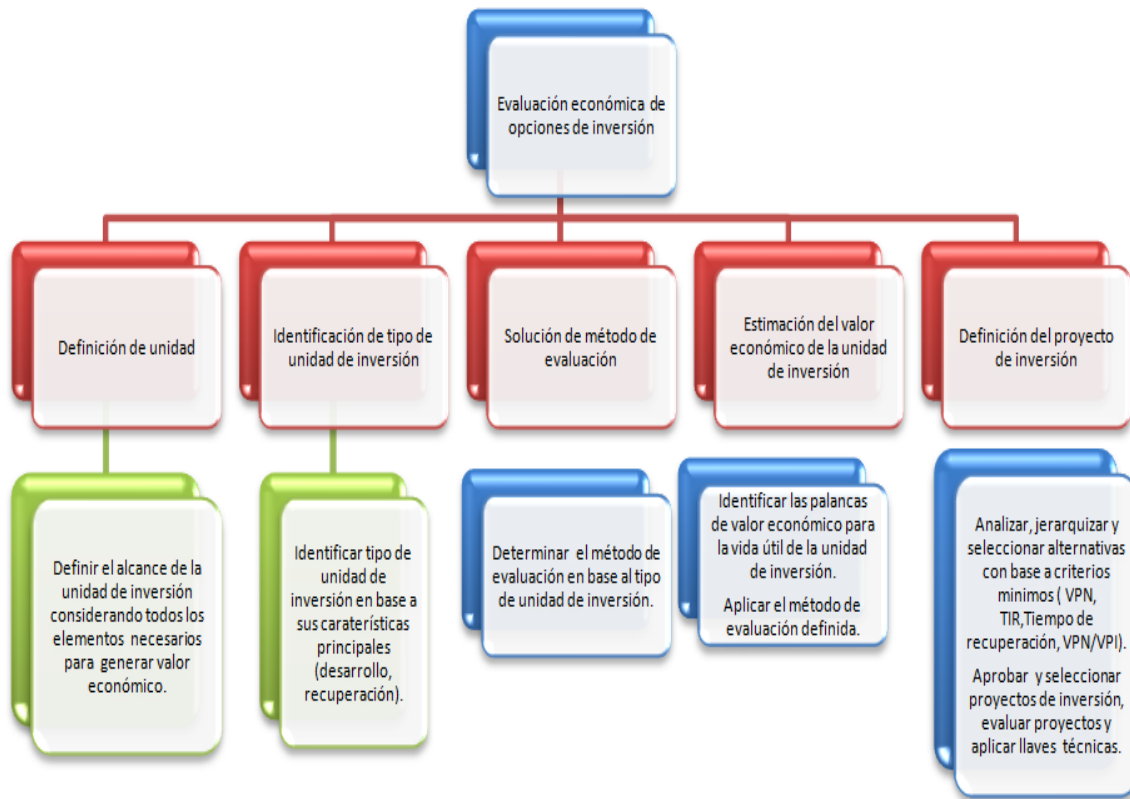 Evaluación económica de
opciones de inversión
Definición de unidad
Identificación de tipo de
unidad de inversión
Solución de método de
evaluación
Estimación del valor
económico de la unidad
de inversión
Definición del proyecto
de inversión
Definir el alcance de la
unidad de inversión
considerando todos los
elementos necesarios
para generar valor
económico.
Identificar tipo de
unidad de
inversión en base a
sus caraterísticas
principales
(desarrollo,
recuperación).
Determinar el método de
evaluación en base al tipo
de unidad de inversión.
Identificar las palancas
de valor económico para
la vida útil de la unidad
de inversión.
Aplicar el método de
evaluación definida.
Analizar, jerarquizar y
seleccionar alternativas
con base a criterios
minimos ( VPN,
TIR,Tiempo de
recuperación, VPN/VPI).
Aprobar y seleccionar
proyectos de inversión,
evaluar proyectos y
aplicar llaves técnicas.